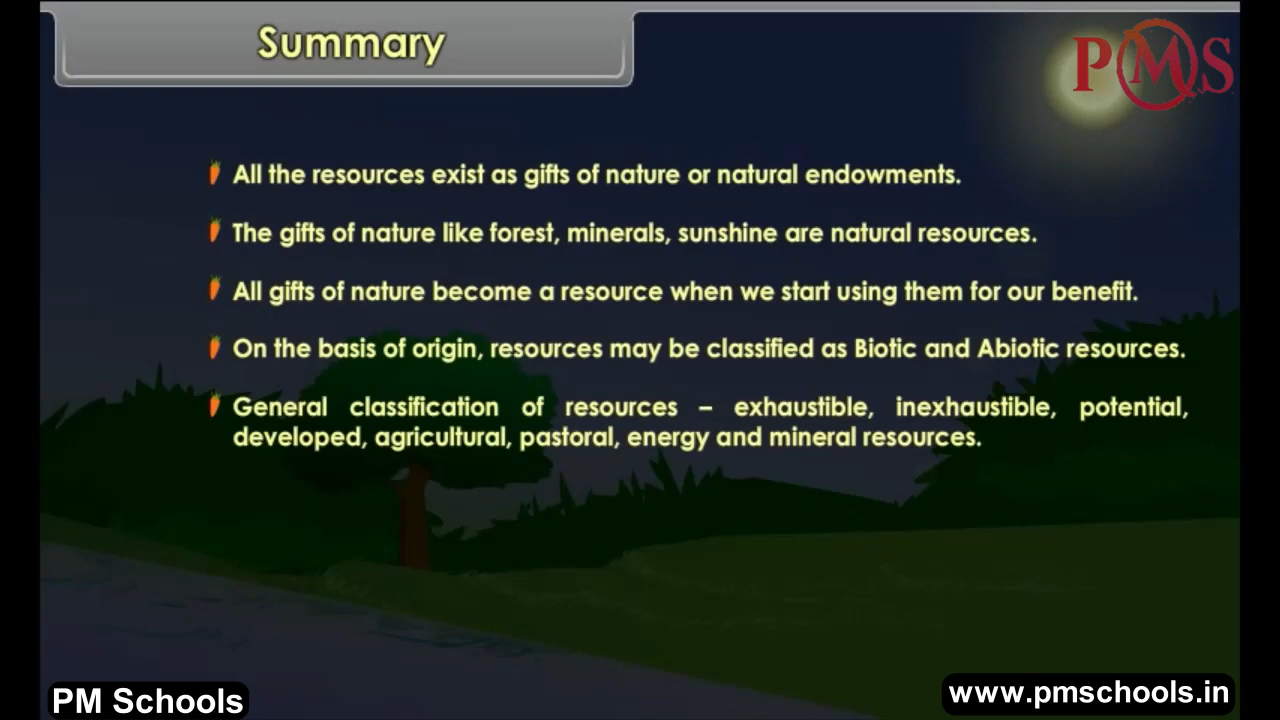 Summary
PMS
All the resources exist as gifts of nature or natural endowments.
The gifts of nature like forest, minerals, sunshine are natural resources.
All gifts of nature become a resource when we start using them for our benefit.
On the basis of origin, resources may be classified as Biotic and Abiotic resources.
General classification of resources – exhaustible, inexhaustible, potential,
developed, agricultural, pastoral, energy and mineral resources.
PM Schools
www.pmschools.in